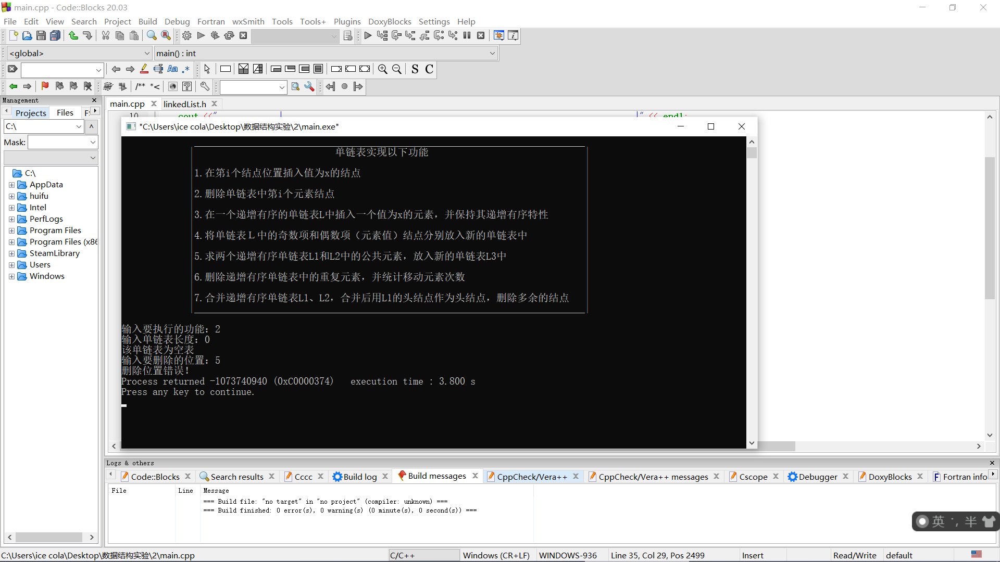 main.cpp - Code::Blocks 20.03
File Edit View Search Project Build Debug Fortran wxSmith Tools Tools+ Plugins DoxyBlocks Settings Help
<global> main() : int
Aa .* S C
/** *<
Management
Projects Files
C:\ ^
Mask:
C:\
AppData
huifu
Intel
PerfLogs
Program Files
Program Files (x86
SteamLibrary
Users
Windows
main.cpp linkedList.h
10 cout <<" " << endl;
"C:\Users\ice cola\Desktop\数据结构实验\2\main.exe"
单链表实现以下功能
1.在第i个结点位置插入值为x的结点
2.删除单链表中第i个元素结点
3.在一个递增有序的单链表L中插入一个值为x的元素，并保持其递增有序特性
4.将单链表Ｌ中的奇数项和偶数项（元素值）结点分别放入新的单链表中
5.求两个递增有序单链表L1和L2中的公共元素，放入新的单链表L3中
6.删除递增有序单链表中的重复元素，并统计移动元素次数
7.合并递增有序单链表L1、L2，合并后用L1的头结点作为头结点，删除多余的结点
输入要执行的功能：2
输入单链表长度：0
该单链表为空表
输入要删除的位置：5
删除位置错误！
Process returned -1073740940 (0xC0000374)   execution time : 3.800 s
Press any key to continue.
Logs & others
Code::Blocks Search results Cccc Build log Build messages CppCheck/Vera++ CppCheck/Vera++ messages Cscope Debugger DoxyBlocks Fortran info
File Line Message
=== Build file: "no target" in "no project" (compiler: unknown) ===
=== Build finished: 0 error(s), 0 warning(s) (0 minute(s), 0 second(s)) ===
英 半
C:\Users\ice cola\Desktop\数据结构实验\2\main.cpp C/C++ Windows (CR+LF) WINDOWS-936 Line 35, Col 29, Pos 2499 Insert Read/Write default